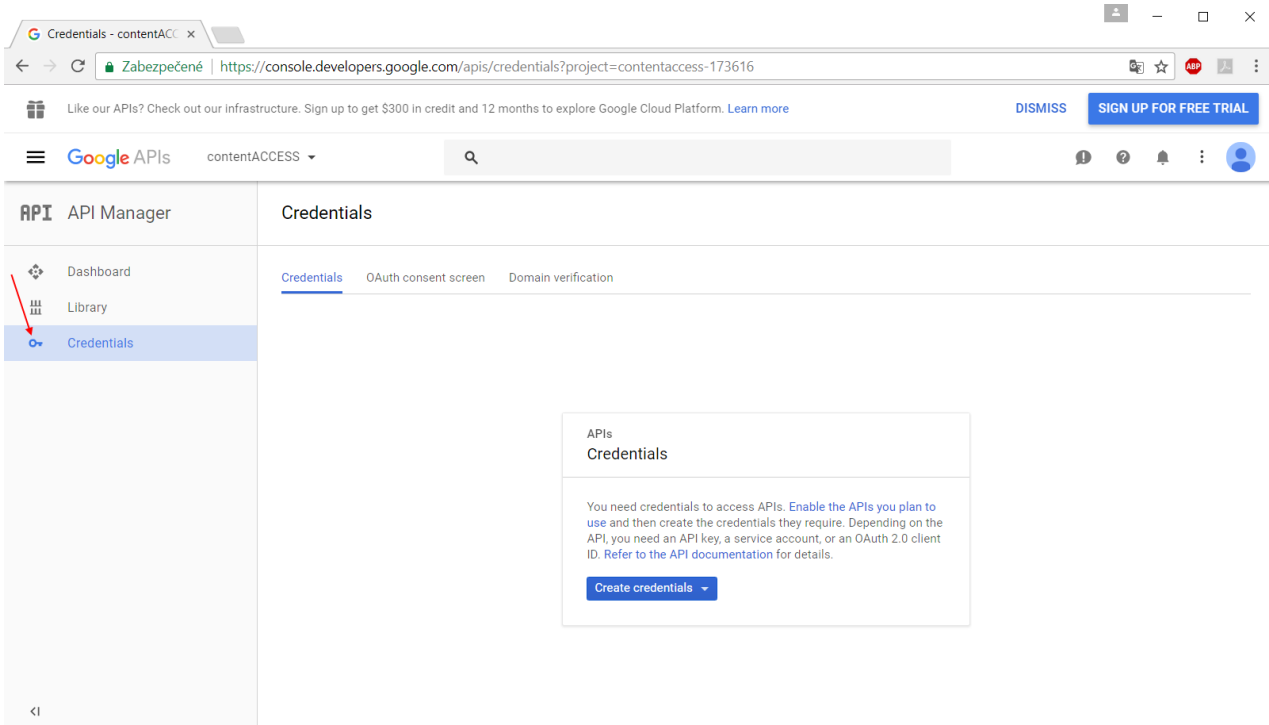 Credentials - contentACC
Zabezpečené | https://console.developers.google.com/apis/credentials?project=contentaccess-173616
ABP
Like our APIs? Check out our infrastructure. Sign up to get $300 in credit and 12 months to explore Google Cloud Platform. Learn more
DISMISS
SIGN UP FOR FREE TRIAL
Google APIs
contentACCESS
API API Manager
Credentials
Dashboard
Library
Credentials
Credentials OAuth consent screen Domain verification
APIs
Credentials
You need credentials to access APIs. Enable the APIs you plan to
use and then create the credentials they require. Depending on the
API, you need an API key, a service account, or an OAuth 2.0 client
ID. Refer to the API documentation for details.
Create credentials